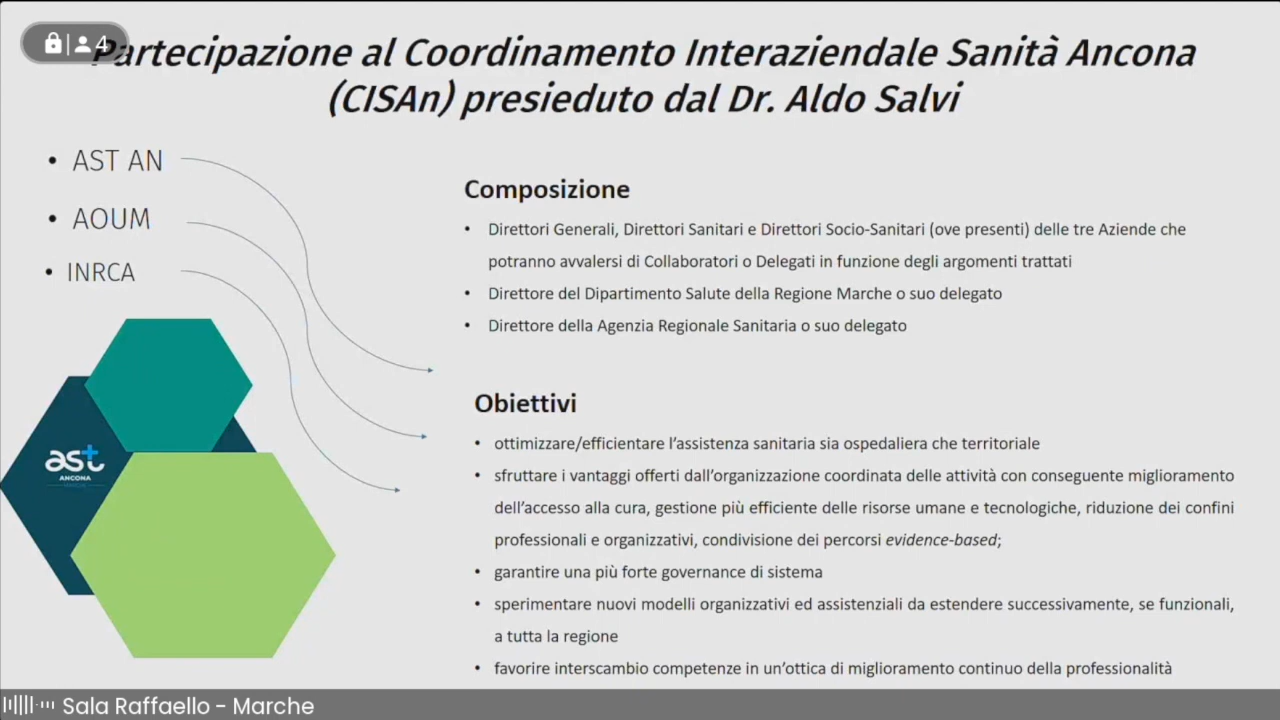 4
Partecipazione al Coordinamento Interaziendale Sanità Ancona
(CISAn) presieduto dal Dr. Aldo Salvi
• AST AN
• AOUM
• INRCA
ast
ANCONA
Composizione
• Direttori Generali, Direttori Sanitari e Direttori Socio-Sanitari (ove presenti) delle tre Aziende che
potranno avvalersi di Collaboratori o Delegati in funzione degli argomenti trattati
• Direttore del Dipartimento Salute della Regione Marche o suo delegato
• Direttore della Agenzia Regionale Sanitaria o suo delegato
Obiettivi
• ottimizzare/efficientare l’assistenza sanitaria sia ospedaliera che territoriale
• sfruttare i vantaggi offerti dall’organizzazione coordinata delle attività con conseguente miglioramento
dell’accesso alla cura, gestione più efficiente delle risorse umane e tecnologiche, riduzione dei confini
professionali e organizzativi, condivisione dei percorsi evidence-based;
• garantire una più forte governance di sistema
• sperimentare nuovi modelli organizzativi ed assistenziali da estendere successivamente, se funzionali,
a tutta la regione
• favorire interscambio competenze in un’ottica di miglioramento continuo della professionalità
Sala Raffaello - Marche